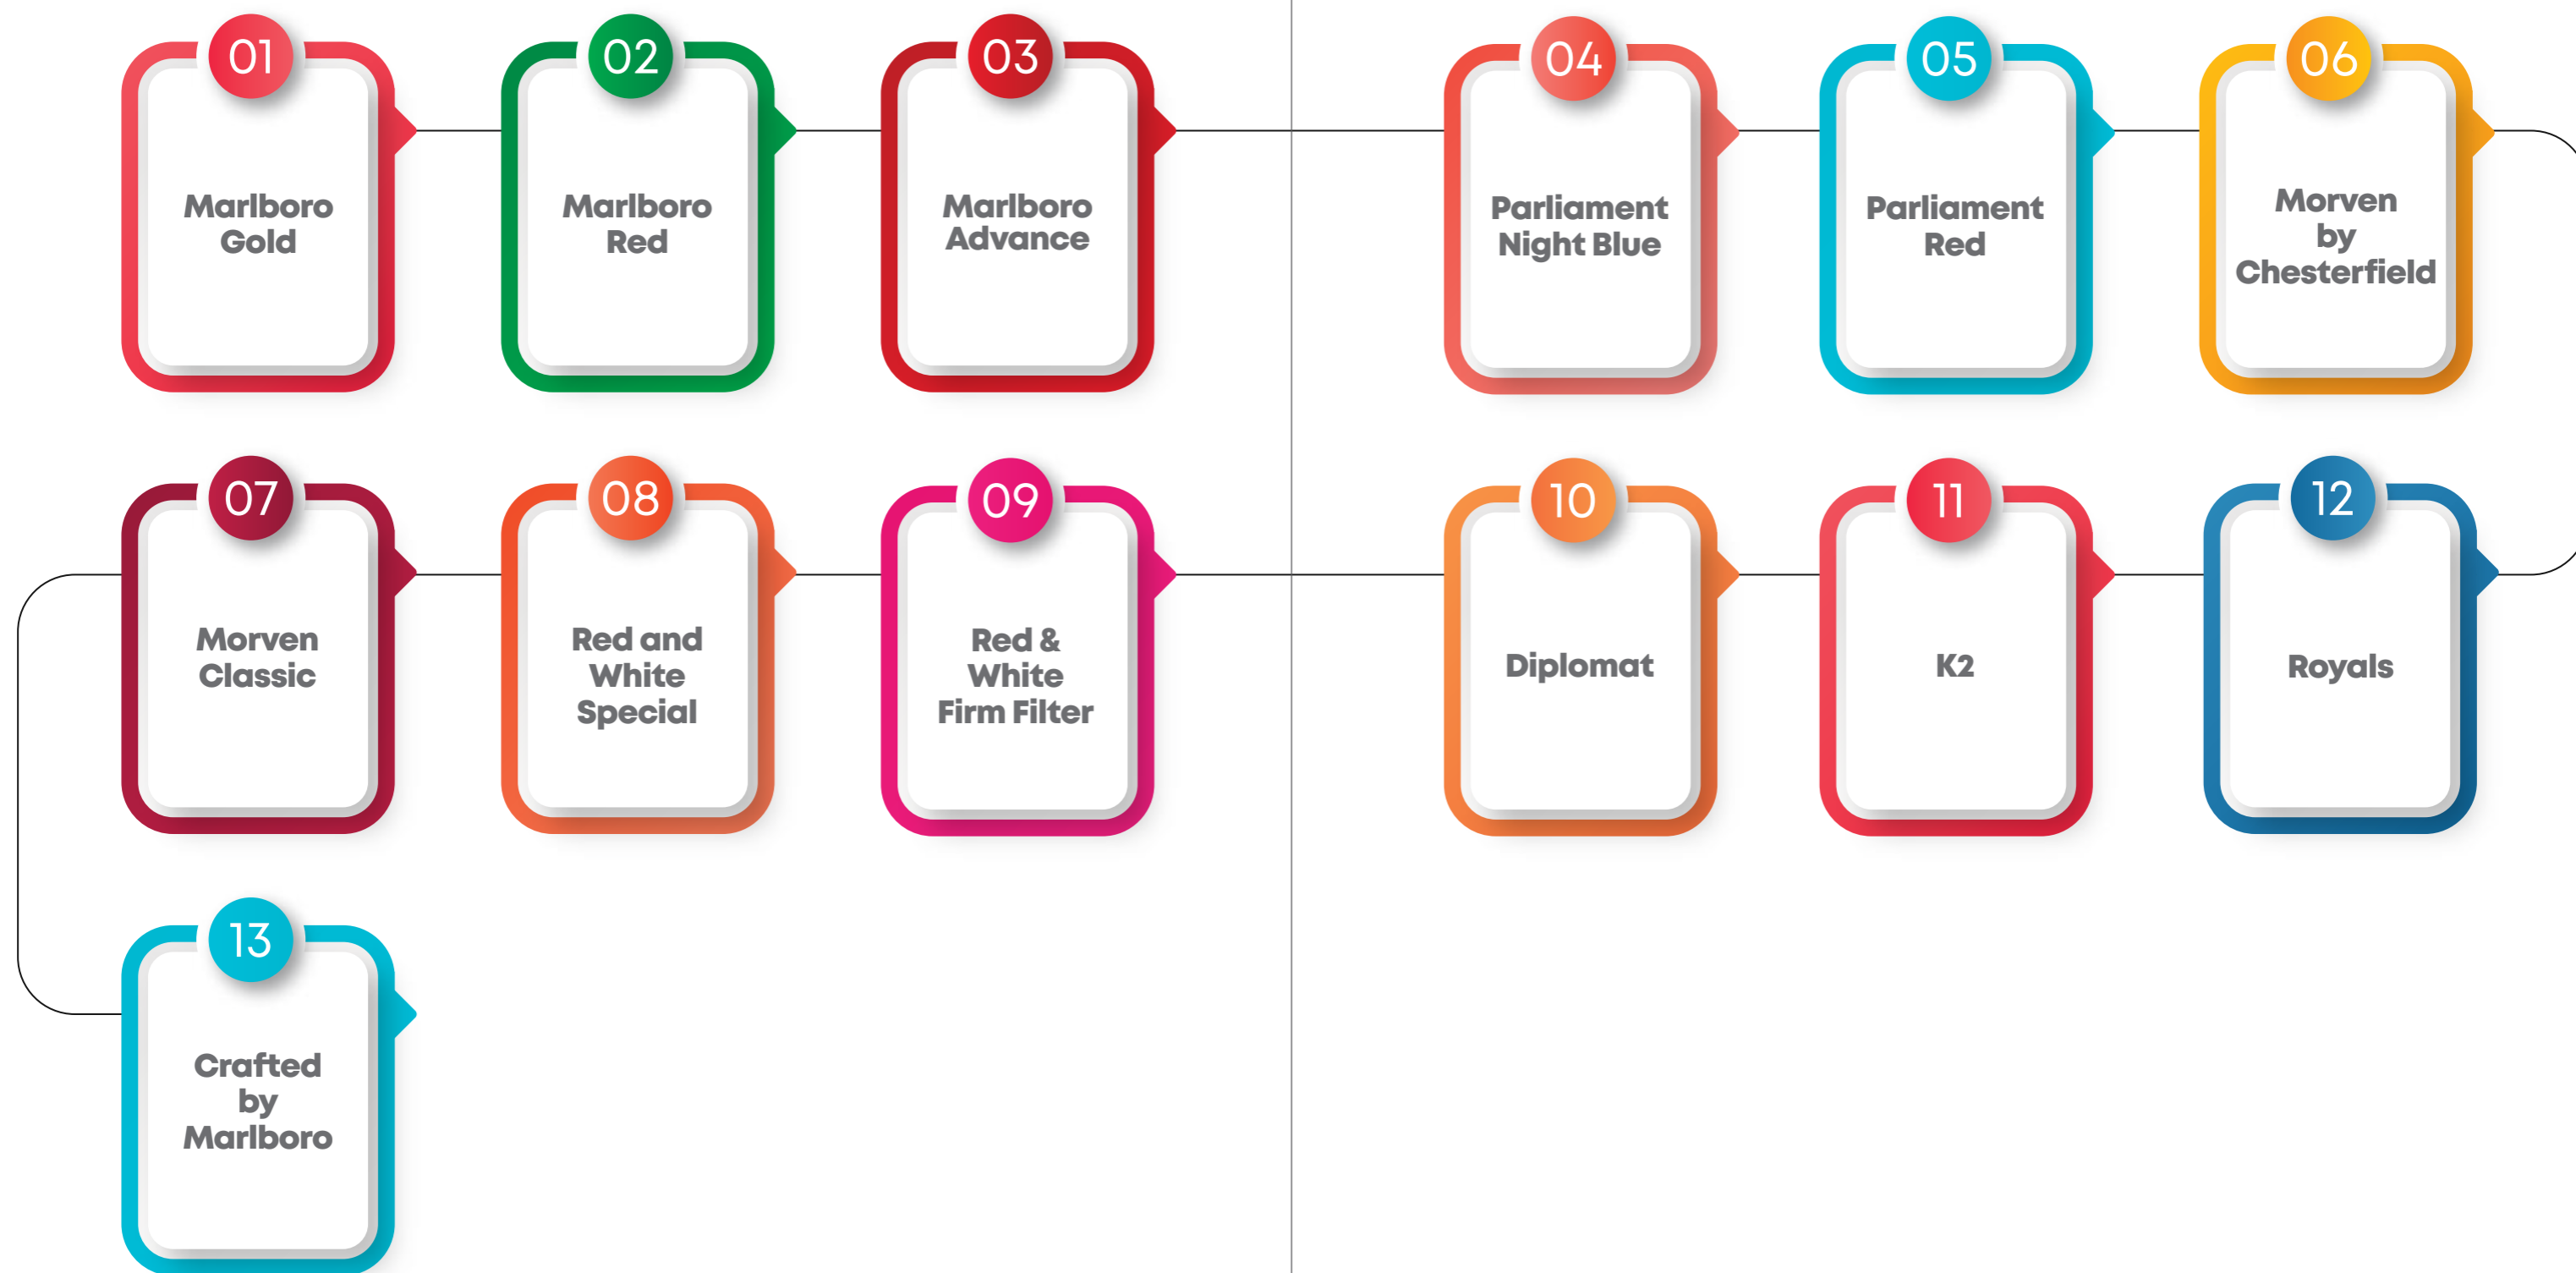 01
Marlboro
Gold
02
Marlboro
Red
03
Marlboro
Advance
04
Parliament
Night Blue
05
Parliament
Red
06
Morven
by
Chesterfield
07
Morven
Classic
08
Red and
White
Special
09
Red &
White
Firm Filter
10
Diplomat
11
K2
12
Royals
13
Crafted
by
Marlboro